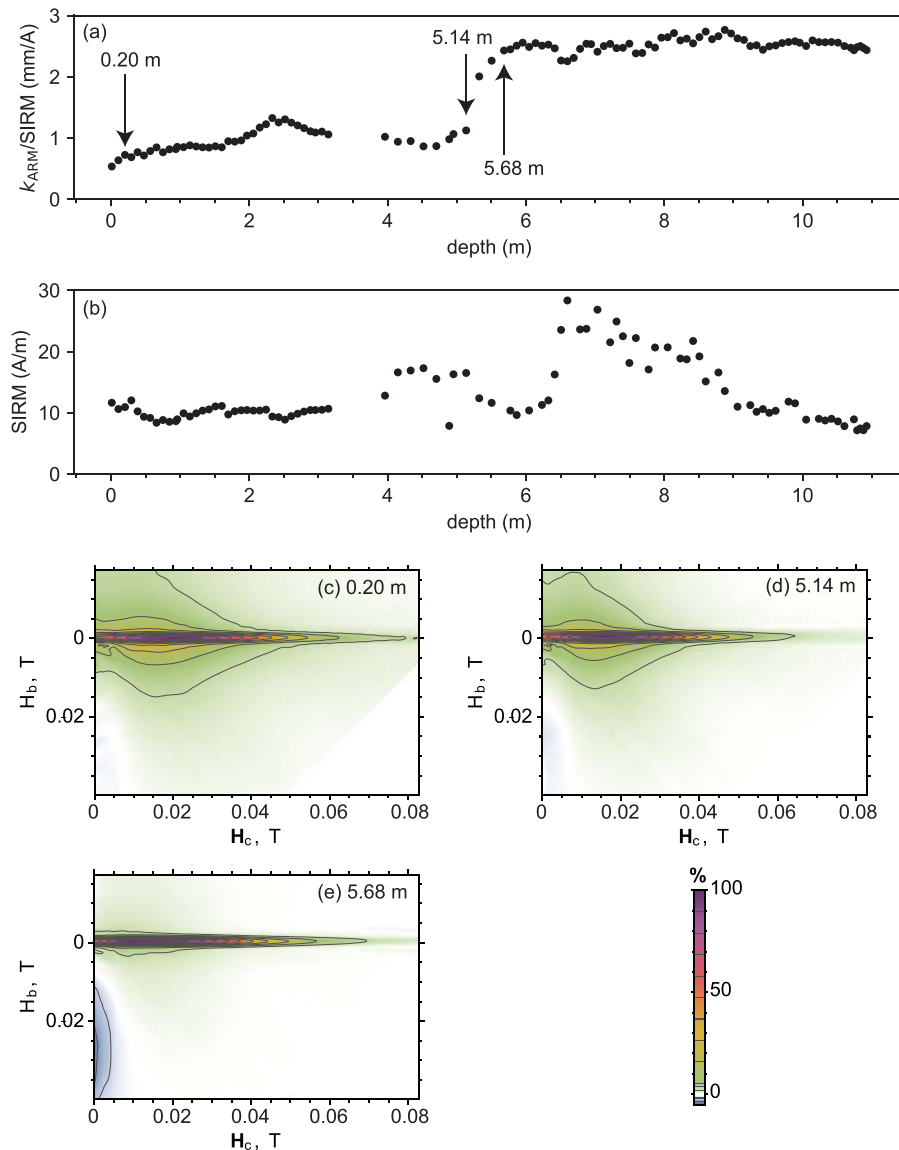 (a)
3
2
1
0
k_ARM/SIRM (mm/A)
0.20 m
5.14 m
5.68 m
0 2 4 6 8 10
depth (m)
(b)
30
20
10
0
SIRM (A/m)
0 2 4 6 8 10
depth (m)
(c) 0.20 m
0
0.02
H_b, T
0 0.02 0.04 0.06 0.08
H_c, T
(d) 5.14 m
0
0.02
H_b, T
0 0.02 0.04 0.06 0.08
H_c, T
(e) 5.68 m
0
0.02
H_b, T
0 0.02 0.04 0.06 0.08
H_c, T
%
100
50
0